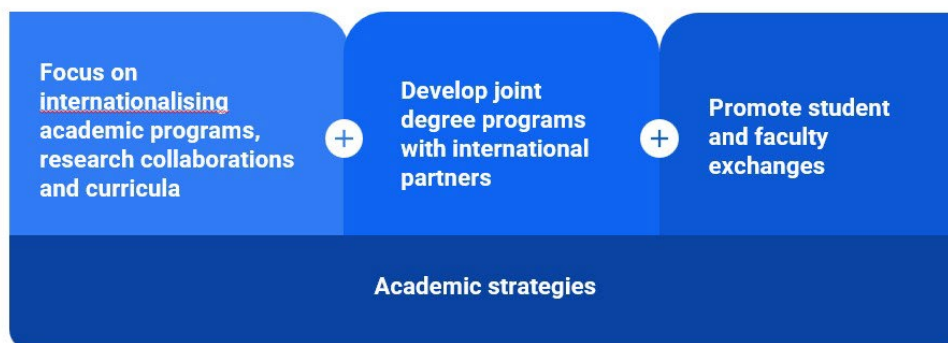 Focus on
internationalising
academic programs,
research collaborations
and curricula
+
Develop joint
degree programs
with international
partners
+
Promote student
and faculty
exchanges
Academic strategies